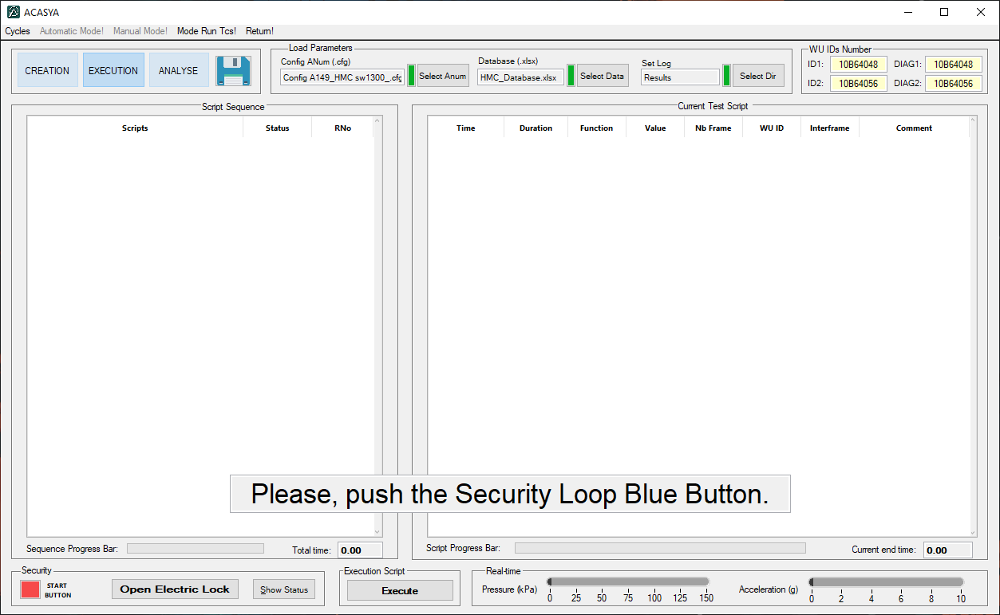 ACASYA
Cycles Automatic Mode! Manual Mode! Mode Run Tcs! Return!
CREATION EXECUTION ANALYSE
Load Parameters
Config ANum (.cfg)
Config A149_HMC sw1300_.cfg
Select Anum
Database (.xlsx)
HMC_Database.xlsx
Select Data
Set Log
Results
Select Dir
WU IDs Number
ID1: 10B64048 DIAG1: 10B64048
ID2: 10B64056 DIAG2: 10B64056
Script Sequence
Scripts Status RNo
Current Test Script
Time Duration Function Value Nb Frame WU ID Interframe Comment
Please, push the Security Loop Blue Button.
Sequence Progress Bar: Total time: 0.00
Script Progress Bar: Current end time: 0.00
Security
START
BUTTON
Open Electric Lock
Show Status
Execution Script
Execute
Real-time
Pressure (kPa)
0 25 50 75 100 125 150
Acceleration (g)
0 2 4 6 8 10